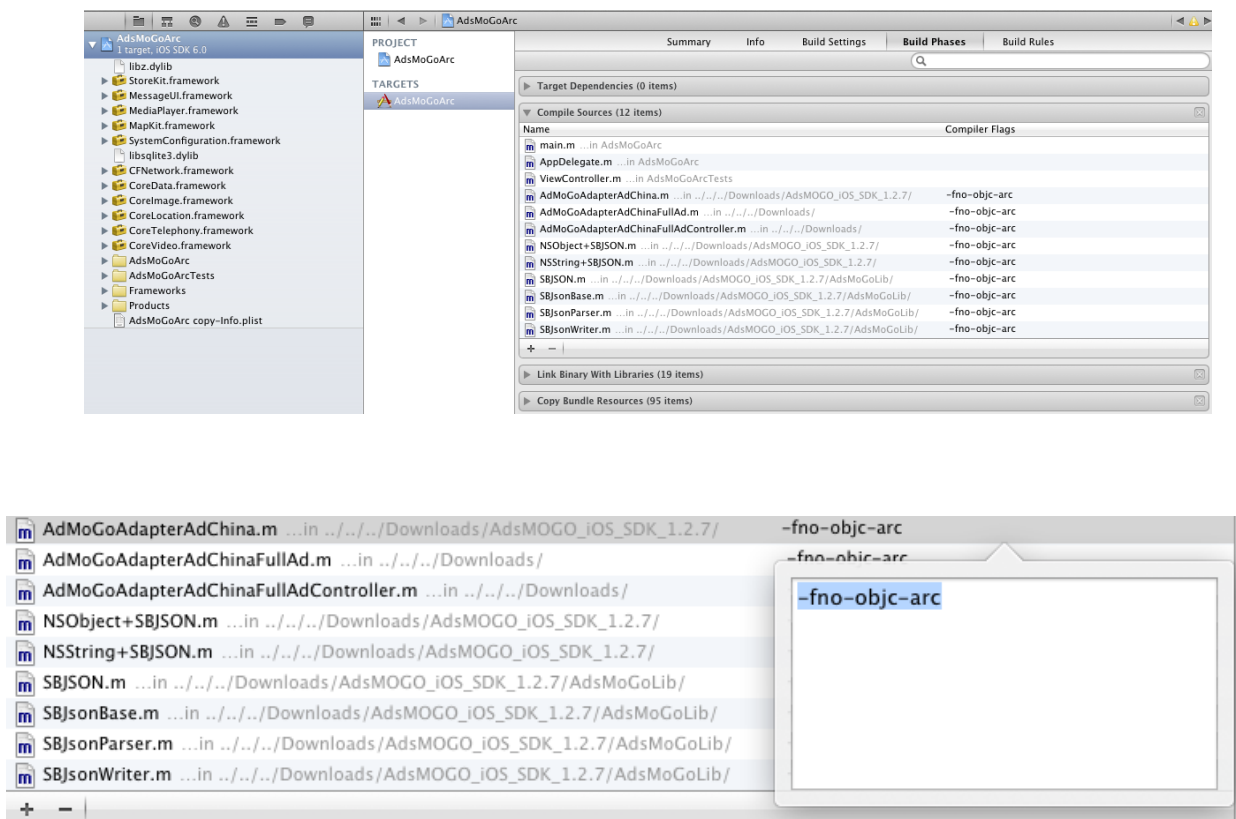 AdsMoGoArc
AdsMoGoArc
1 target, iOS SDK 6.0
libz.dylib
StoreKit.framework
MessageUI.framework
MediaPlayer.framework
MapKit.framework
SystemConfiguration.framework
libsqlite3.dylib
CFNetwork.framework
CoreData.framework
CoreImage.framework
CoreLocation.framework
CoreTelephony.framework
CoreVideo.framework
AdsMoGoArc
AdsMoGoArcTests
Frameworks
Products
AdsMoGoArc copy-Info.plist
PROJECT
AdsMoGoArc
TARGETS
AdsMoGoArc
Summary Info Build Settings Build Phases Build Rules
Target Dependencies (0 items)
Compile Sources (12 items)
Name Compiler Flags
main.m ...in AdsMoGoArc
AppDelegate.m ...in AdsMoGoArc
ViewController.m ...in AdsMoGoArcTests
AdMoGoAdapterAdChina.m ...in ../../../Downloads/AdsMOGO_iOS_SDK_1.2.7/ -fno-objc-arc
AdMoGoAdapterAdChinaFullAd.m ...in ../../../Downloads/ -fno-objc-arc
AdMoGoAdapterAdChinaFullAdController.m ...in ../../../Downloads/ -fno-objc-arc
NSObject+SBJSON.m ...in ../../../Downloads/AdsMOGO_iOS_SDK_1.2.7/ -fno-objc-arc
NSString+SBJSON.m ...in ../../../Downloads/AdsMOGO_iOS_SDK_1.2.7/ -fno-objc-arc
SBJSON.m ...in ../../../Downloads/AdsMOGO_iOS_SDK_1.2.7/AdsMoGoLib/ -fno-objc-arc
SBJsonBase.m ...in ../../../Downloads/AdsMOGO_iOS_SDK_1.2.7/AdsMoGoLib/ -fno-objc-arc
SBJsonParser.m ...in ../../../Downloads/AdsMOGO_iOS_SDK_1.2.7/AdsMoGoLib/ -fno-objc-arc
SBJsonWriter.m ...in ../../../Downloads/AdsMOGO_iOS_SDK_1.2.7/AdsMoGoLib/ -fno-objc-arc
Link Binary With Libraries (19 items)
Copy Bundle Resources (95 items)
AdMoGoAdapterAdChina.m ...in ../../../Downloads/AdsMOGO_iOS_SDK_1.2.7/ -fno-objc-arc
AdMoGoAdapterAdChinaFullAd.m ...in ../../../Downloads/ -fno-objc-arc
AdMoGoAdapterAdChinaFullAdController.m ...in ../../../Downloads/
-fno-objc-arc
NSObject+SBJSON.m ...in ../../../Downloads/AdsMOGO_iOS_SDK_1.2.7/
NSString+SBJSON.m ...in ../../../Downloads/AdsMOGO_iOS_SDK_1.2.7/
SBJSON.m ...in ../../../Downloads/AdsMOGO_iOS_SDK_1.2.7/AdsMoGoLib/
SBJsonBase.m ...in ../../../Downloads/AdsMOGO_iOS_SDK_1.2.7/AdsMoGoLib/
SBJsonParser.m ...in ../../../Downloads/AdsMOGO_iOS_SDK_1.2.7/AdsMoGoLib/
SBJsonWriter.m ...in ../../../Downloads/AdsMOGO_iOS_SDK_1.2.7/AdsMoGoLib/